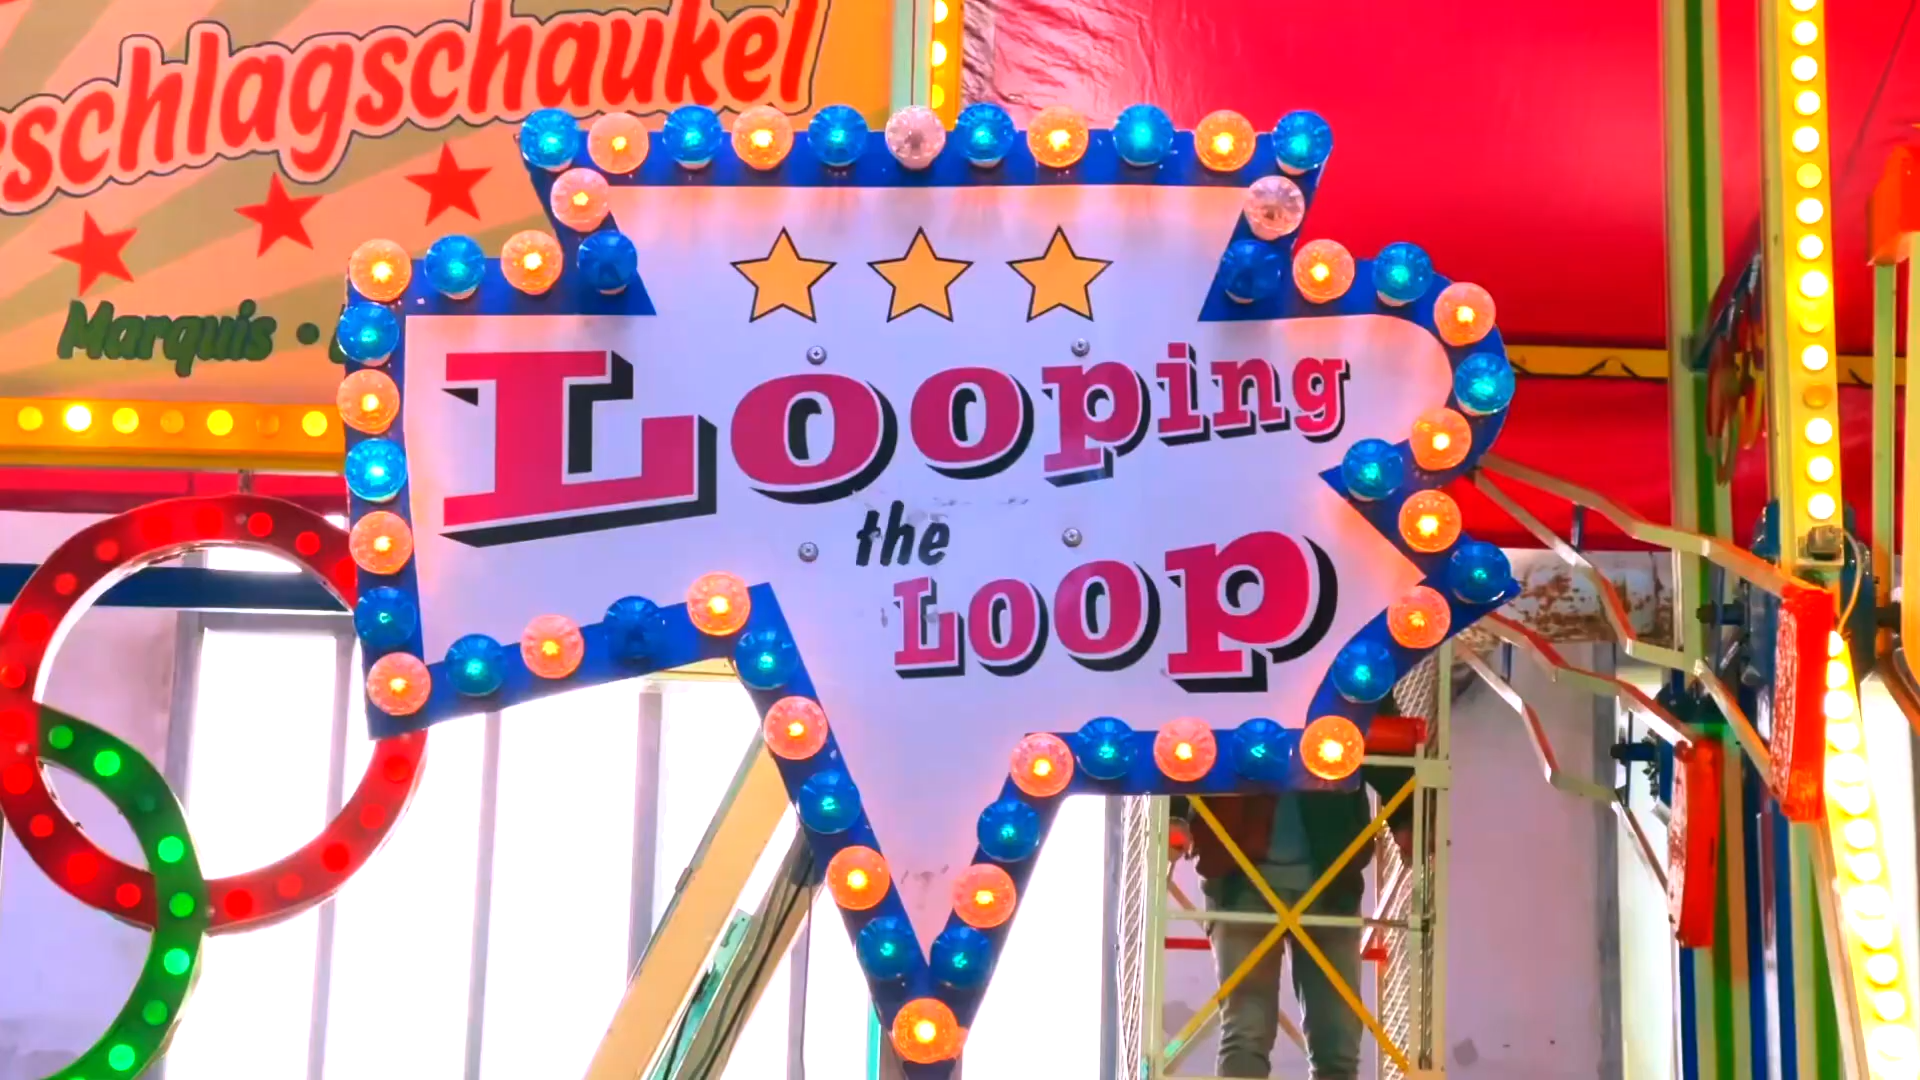 schlagschaukel
Marquis •
Looping
the
Loop